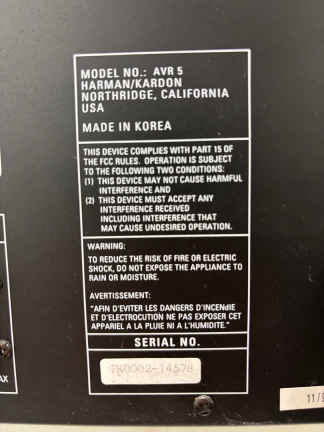 MODEL NO.: AVR 5
HARMAN/KARDON
NORTHRIDGE, CALIFORNIA
USA
MADE IN KOREA
THIS DEVICE COMPLIES WITH PART 15 OF
THE FCC RULES. OPERATION IS SUBJECT
TO THE FOLLOWING TWO CONDITIONS:
(1) THIS DEVICE MAY NOT CAUSE HARMFUL
INTERFERENCE AND
(2) THIS DEVICE MUST ACCEPT ANY
INTERFERENCE RECEIVED
INCLUDING INTERFERENCE THAT
MAY CAUSE UNDESIRED OPERATION.
WARNING:
TO REDUCE THE RISK OF FIRE OR ELECTRIC
SHOCK, DO NOT EXPOSE THE APPLIANCE TO
RAIN OR MOISTURE.
AVERTISSEMENT:
"AFIN D'EVITER LES DANGERS D'INCENDIE
ET D'ELECTROCUTION NE PAS EXPOSER CET
APPARIEL A LA PLUIE NI A L'HUMIDITE."
SERIAL NO.
11/9